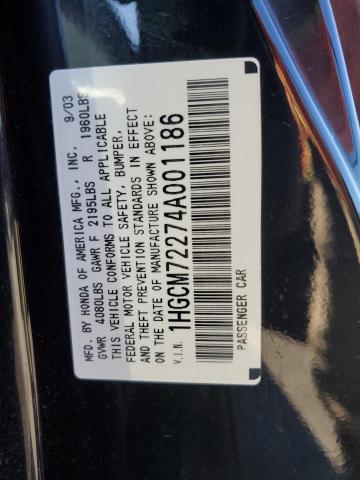 MFD. BY HONDA OF AMERICA MFG., INC. 9/03
GVWR 4080LBS GAWR F 2195LBS R 1960LBS
THIS VEHICLE CONFORMS TO ALL APPLICABLE
FEDERAL MOTOR VEHICLE SAFETY, BUMPER,
AND THEFT PREVENTION STANDARDS IN EFFECT
ON THE DATE OF MANUFACTURE SHOWN ABOVE:
V.I.N. 1HGCM72274A001186
PASSENGER CAR